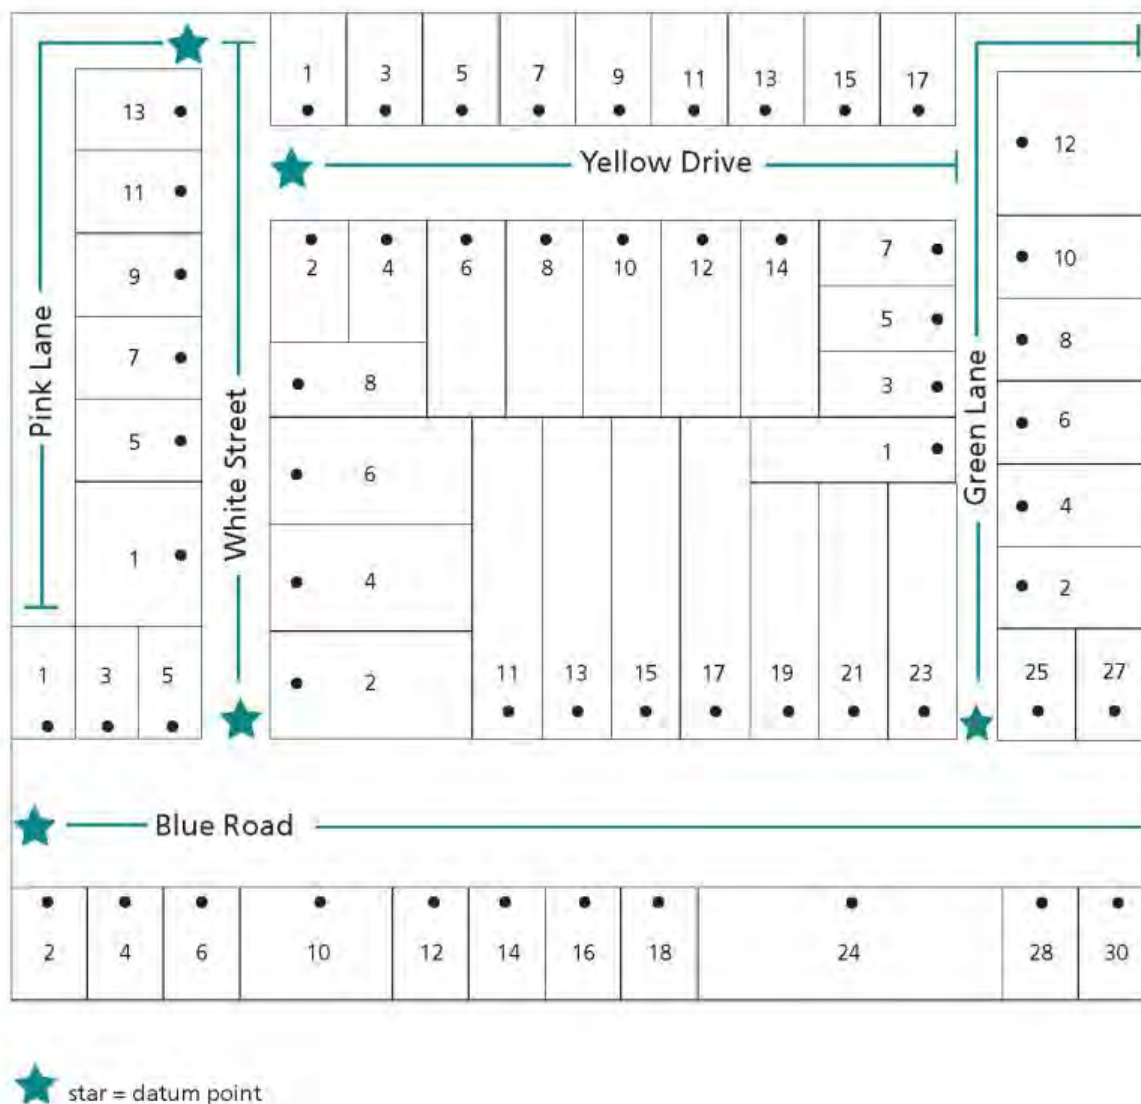 1 3 5 7 9 11 13 15 17
Yellow Drive
13
11
9
7
5
1
Pink Lane
White Street
2 4 6 8 10 12 14
7
5
3
1
8
6
4
2
Green Lane
12
10
8
6
4
2
1 3 5
11 13 15 17 19 21 23
25 27
Blue Road
2 4 6 10 12 14 16 18 24 28 30
star = datum point